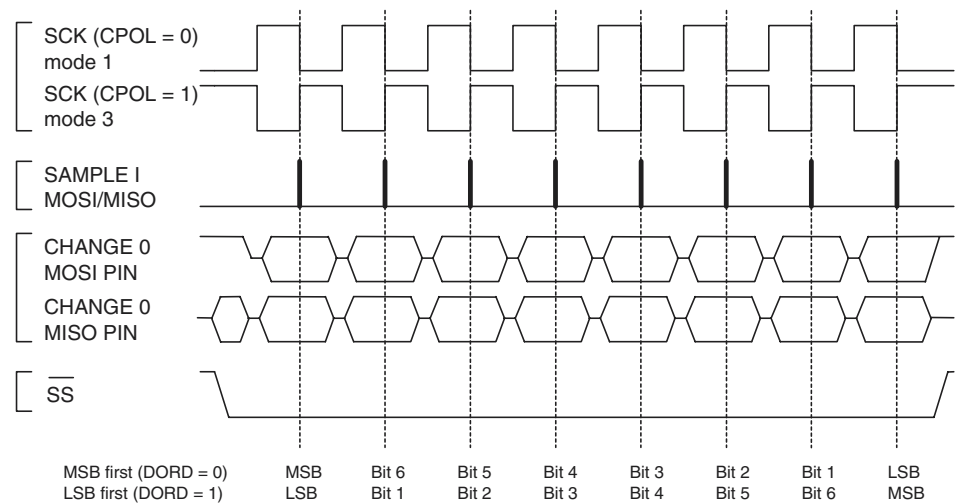 SCK (CPOL = 0)
mode 1
SCK (CPOL = 1)
mode 3
SAMPLE I
MOSI/MISO
CHANGE 0
MOSI PIN
CHANGE 0
MISO PIN
SS
MSB first (DORD = 0) MSB Bit 6 Bit 5 Bit 4 Bit 3 Bit 2 Bit 1 LSB
LSB first (DORD = 1) LSB Bit 1 Bit 2 Bit 3 Bit 4 Bit 5 Bit 6 MSB